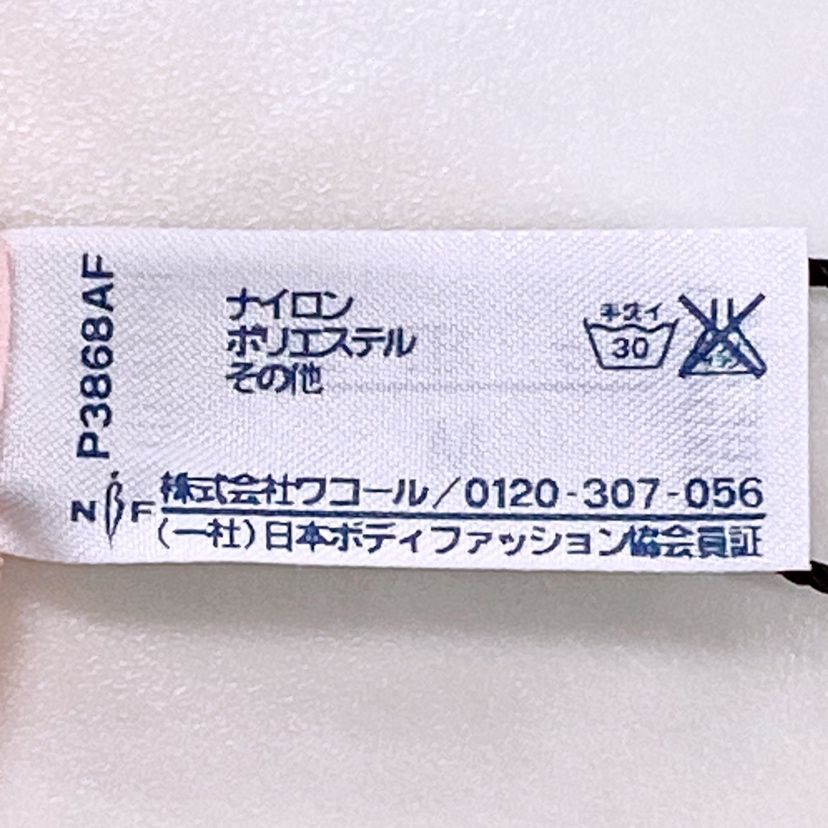 P3868AF
ナイロン
ポリエステル
その他
手洗イ
30
NBF
株式会社ワコール/0120-307-056
(一社)日本ボディファッション協会員証